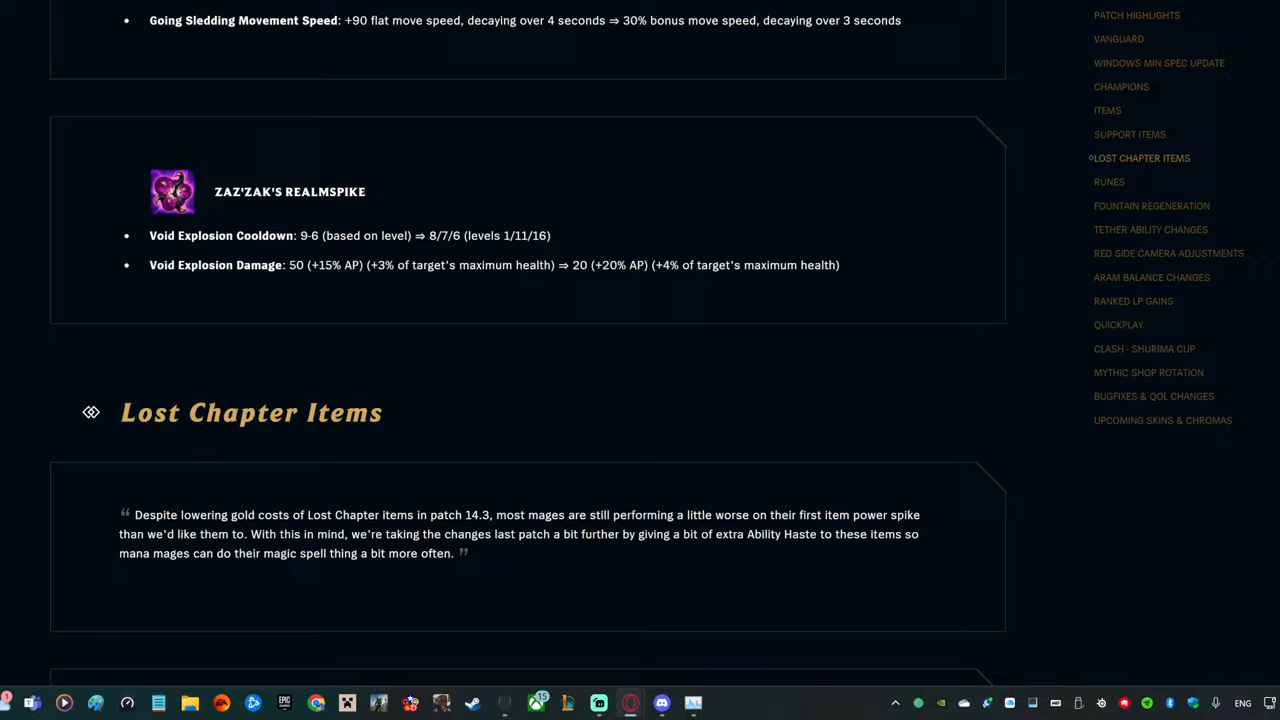 Going Sledding Movement Speed: +90 flat move speed, decaying over 4 seconds ⇒ 30% bonus move speed, decaying over 3 seconds
ZAZ'ZAK'S REALMSPIKE
Void Explosion Cooldown: 9-6 (based on level) ⇒ 8/7/6 (levels 1/11/16)
Void Explosion Damage: 50 (+15% AP) (+3% of target's maximum health) ⇒ 20 (+20% AP) (+4% of target's maximum health)
Lost Chapter Items
“ Despite lowering gold costs of Lost Chapter items in patch 14.3, most mages are still performing a little worse on their first item power spike
than we'd like them to. With this in mind, we're taking the changes last patch a bit further by giving a bit of extra Ability Haste to these items so
mana mages can do their magic spell thing a bit more often. ”
PATCH HIGHLIGHTS
VANGUARD
WINDOWS MIN SPEC UPDATE
CHAMPIONS
ITEMS
SUPPORT ITEMS
LOST CHAPTER ITEMS
RUNES
FOUNTAIN REGENERATION
TETHER ABILITY CHANGES
RED SIDE CAMERA ADJUSTMENTS
ARAM BALANCE CHANGES
RANKED LP GAINS
QUICKPLAY
CLASH - SHURIMA CUP
MYTHIC SHOP ROTATION
BUGFIXES & QOL CHANGES
UPCOMING SKINS & CHROMAS
1
EA
EPIC
15
ENG